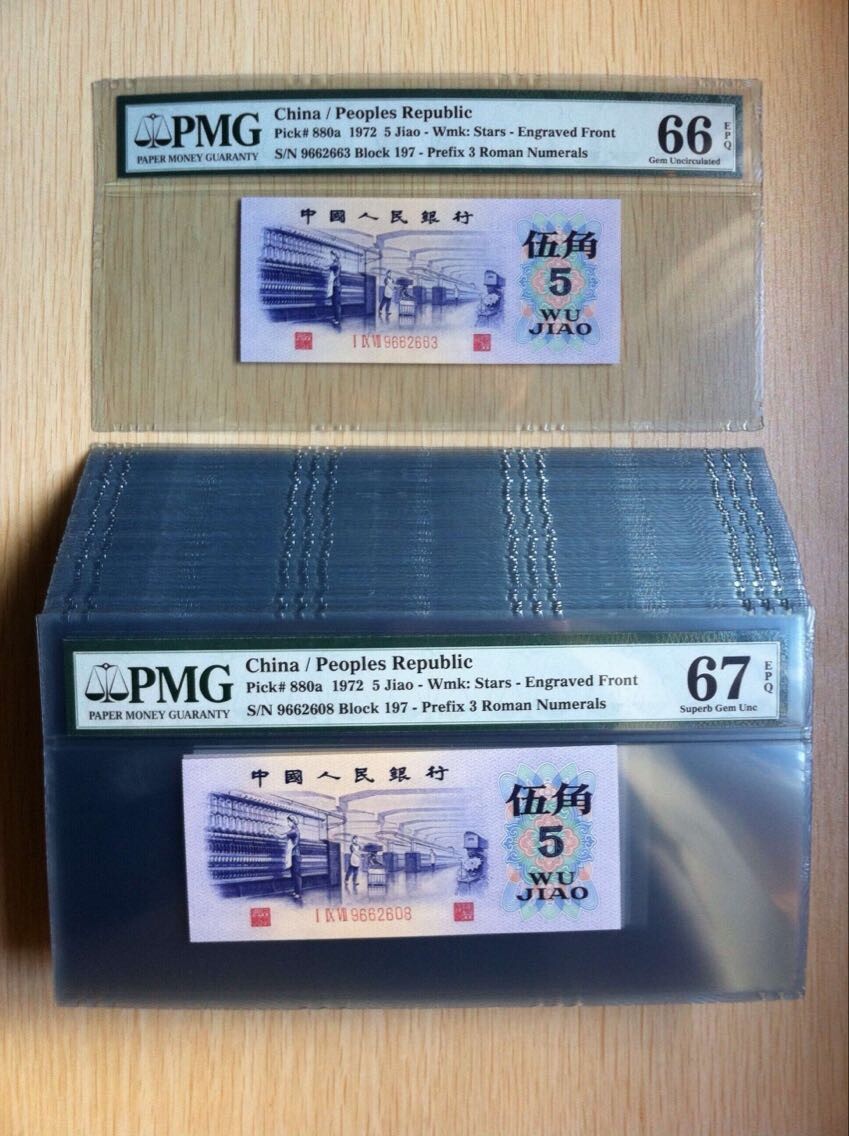 PMG
PAPER MONEY GUARANTY
China / Peoples Republic
Pick# 880a 1972 5 Jiao - Wmk: Stars - Engraved Front
S/N 9662663 Block 197 - Prefix 3 Roman Numerals
66
EPQ
Gem Uncirculated
中國人民銀行
伍角
5
WU
JIAO
I IX VII 9662663
PMG
PAPER MONEY GUARANTY
China / Peoples Republic
Pick# 880a 1972 5 Jiao - Wmk: Stars - Engraved Front
S/N 9662608 Block 197 - Prefix 3 Roman Numerals
67
EPQ
Superb Gem Unc
中國人民銀行
伍角
5
WU
JIAO
I IX VII 9662608